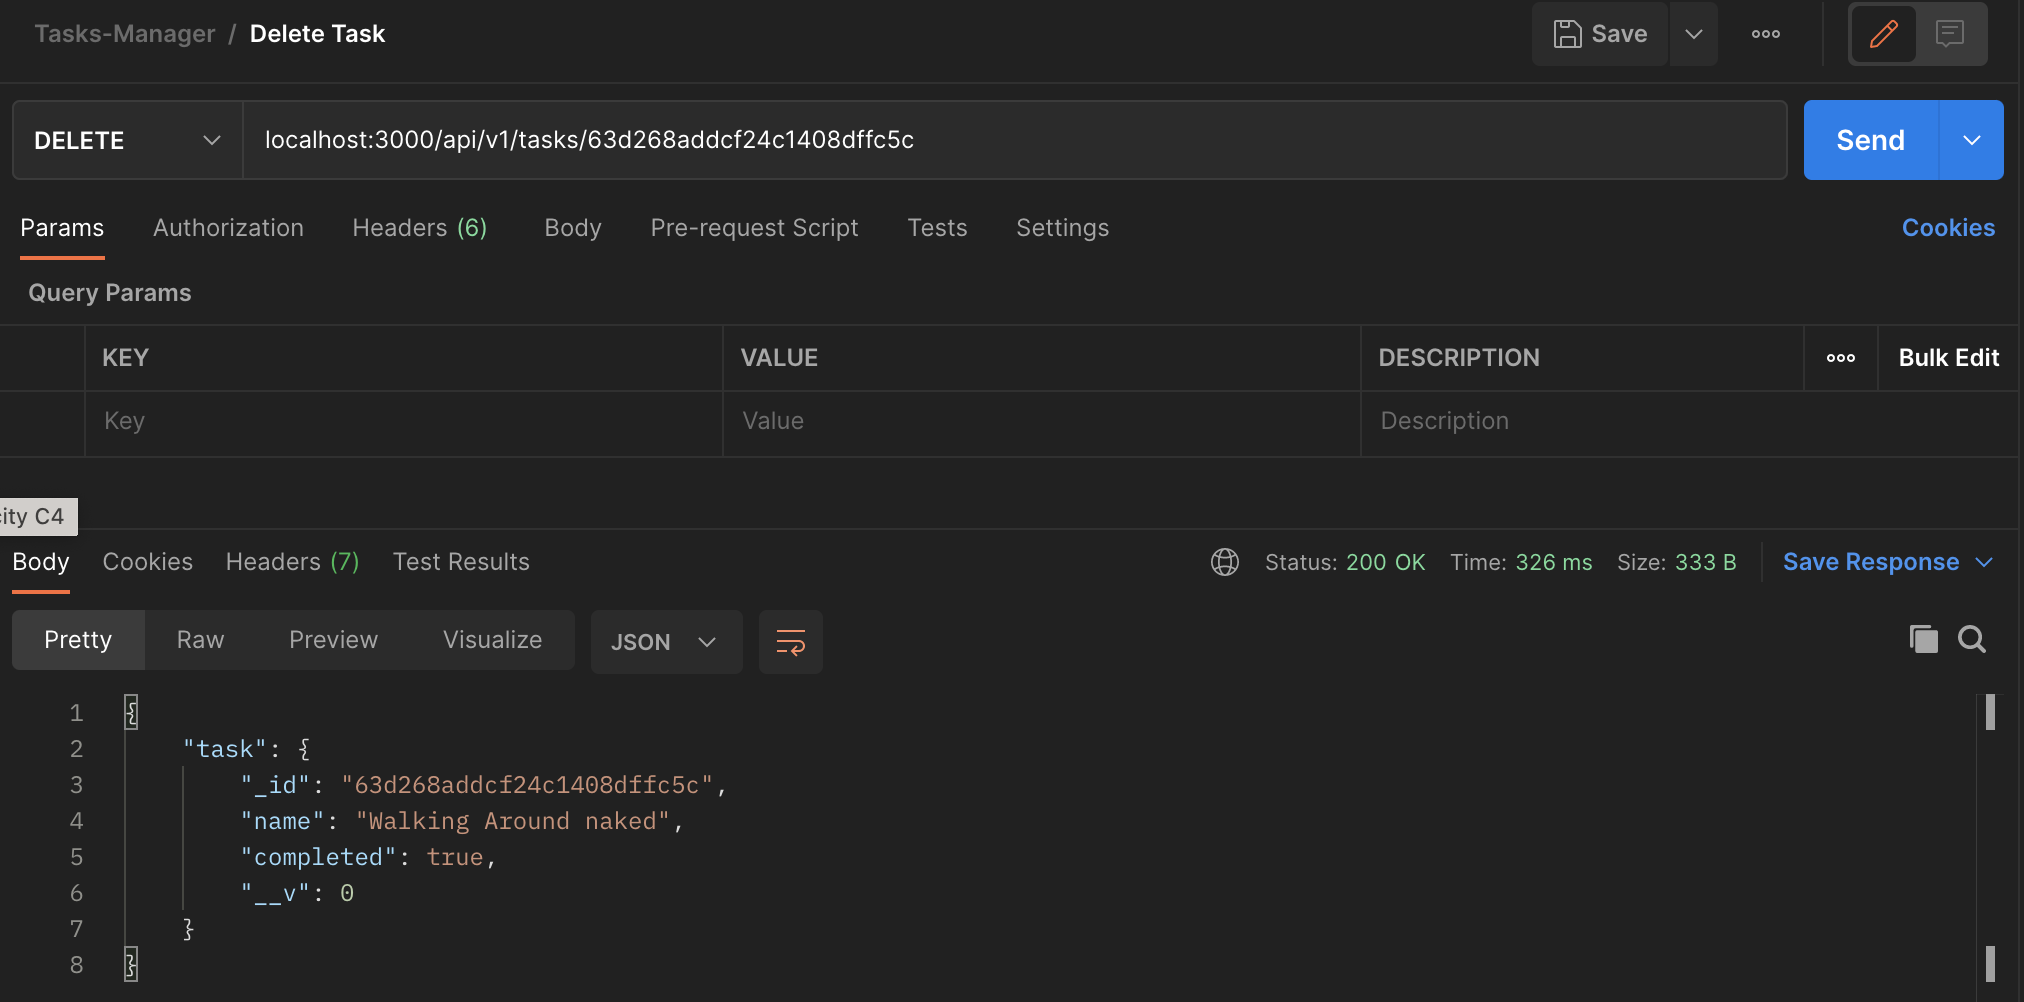 Tasks-Manager / Delete Task
Save
DELETE
localhost:3000/api/v1/tasks/63d268addcf24c1408dffc5c
Send
Params Authorization Headers (6) Body Pre-request Script Tests Settings Cookies
Query Params
KEY VALUE DESCRIPTION Bulk Edit
Key Value Description
city C4
Body Cookies Headers (7) Test Results Status: 200 OK Time: 326 ms Size: 333 B Save Response
Pretty Raw Preview Visualize JSON
1 {
2 "task": {
3 "_id": "63d268addcf24c1408dffc5c",
4 "name": "Walking Around naked",
5 "completed": true,
6 "__v": 0
7 }
8 }